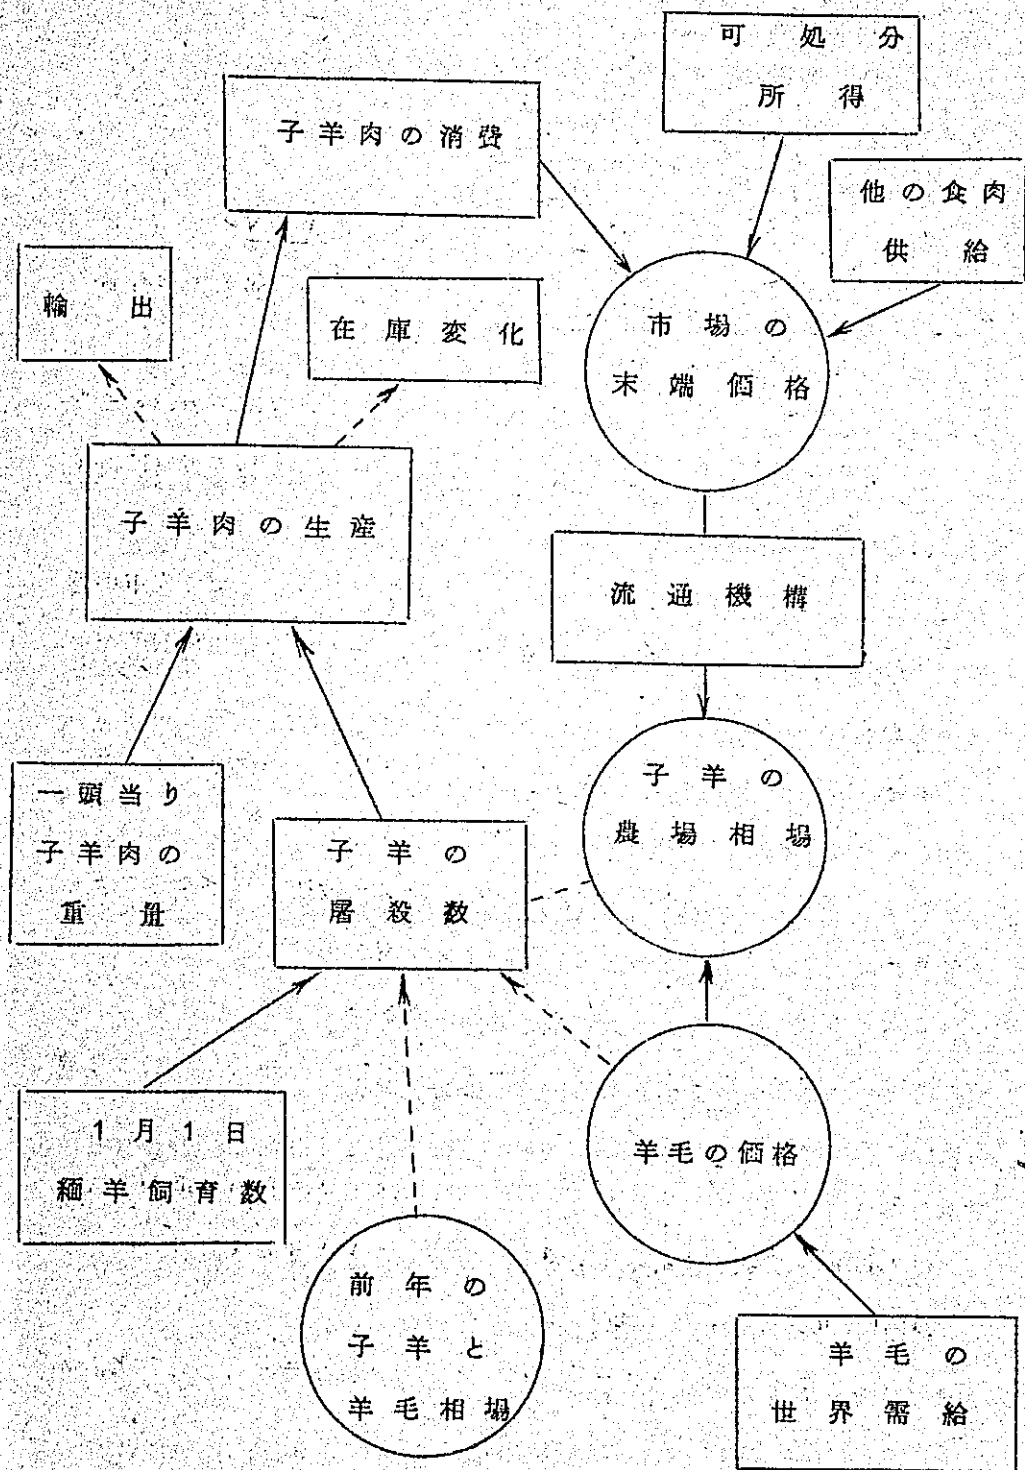 可処分
所得
子羊肉の消費
他の食肉
供給
輸出
在庫変化
市場の
末端価格
子羊肉の生産
流通機構
子羊の
農場相場
一頭当り
子羊肉の
重量
子羊の
屠殺数
羊毛の価格
1月1日
緬羊飼育数
前年の
子羊と
羊毛相場
羊毛の
世界需給